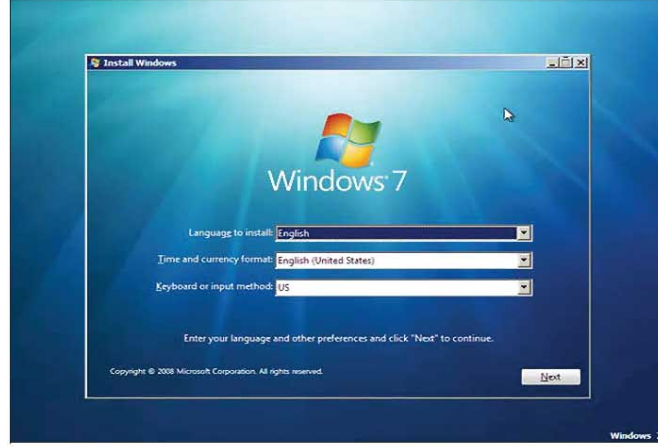 Install Windows
Windows 7
Language to install: English
Time and currency format: English (United States)
Keyboard or input method: US
Enter your language and other preferences and click "Next" to continue.
Copyright © 2008 Microsoft Corporation. All rights reserved.
Next
Windows